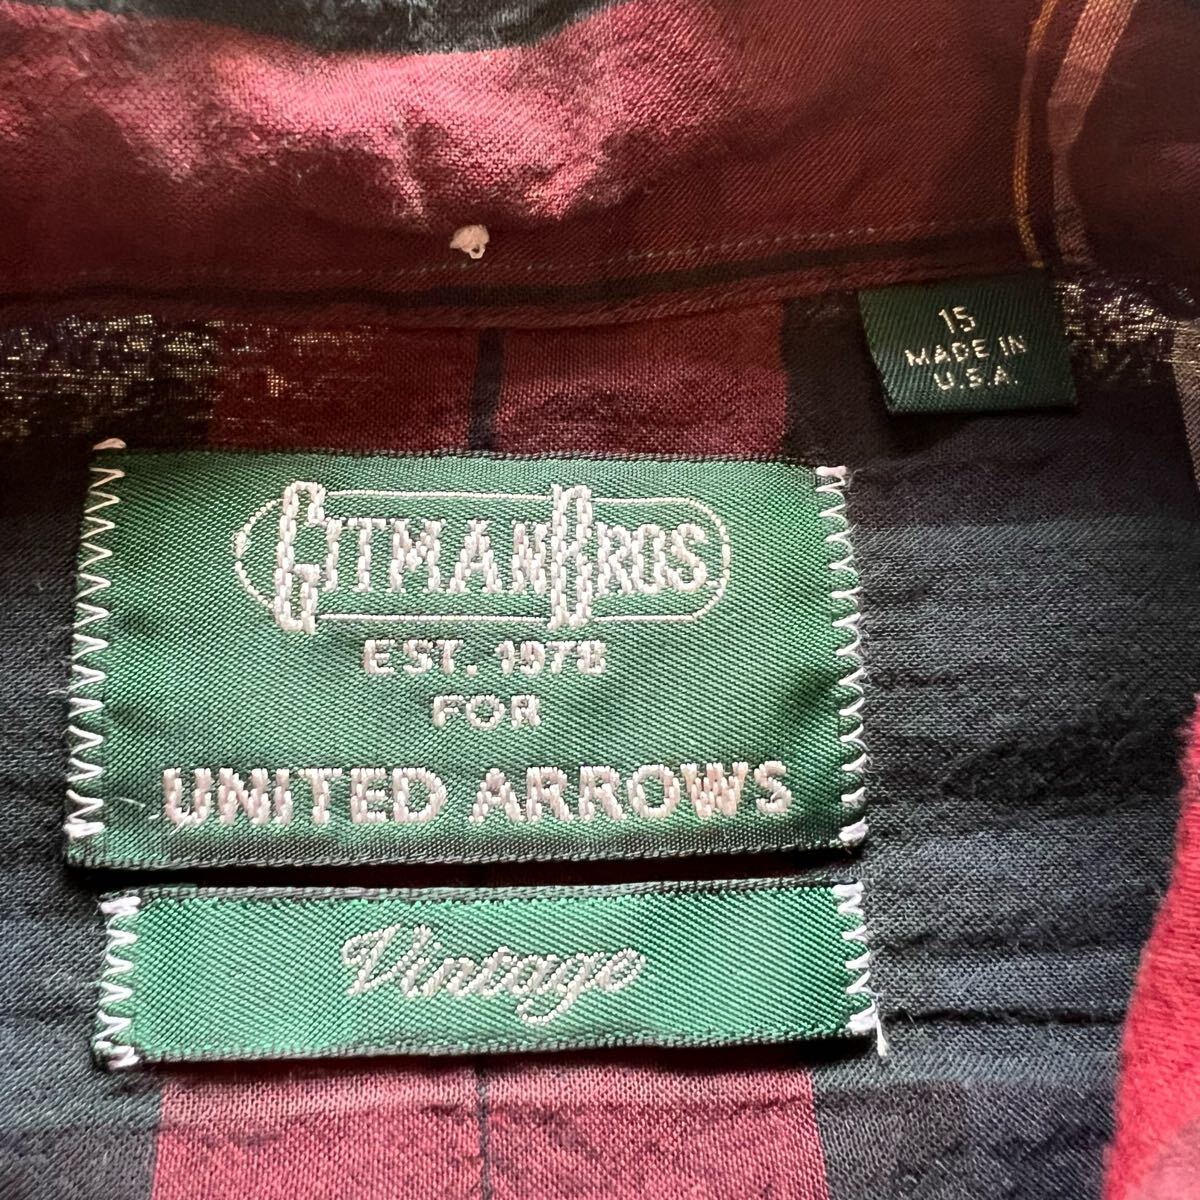 15
MADE IN
U.S.A.
GITMAN BROS.
EST. 1978
FOR
UNITED ARROWS
Vintage